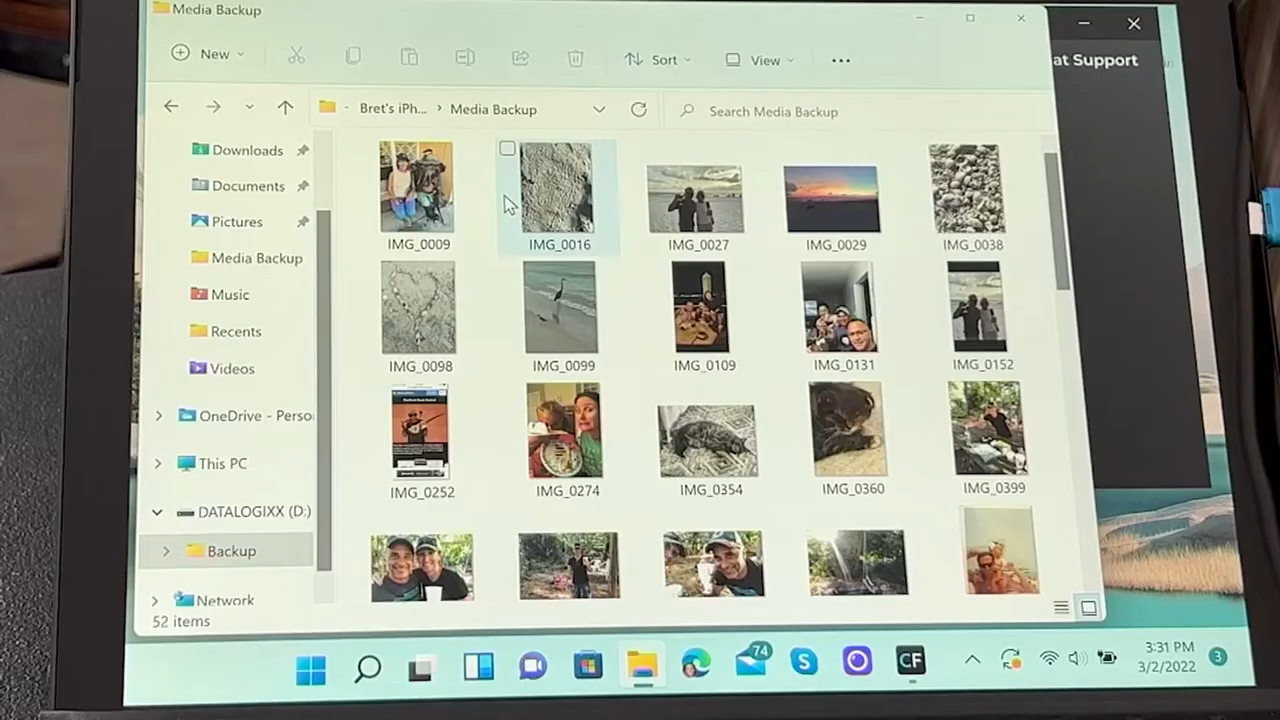 Media Backup
at Support
New
Sort
View
Bret's iPh...
Media Backup
Search Media Backup
Downloads
Documents
Pictures
Media Backup
Music
Recents
Videos
OneDrive - Perso
This PC
DATALOGIXX (D:)
Backup
Network
IMG_0009
IMG_0016
IMG_0027
IMG_0029
IMG_0038
IMG_0098
IMG_0099
IMG_0109
IMG_0131
IMG_0152
IMG_0252
IMG_0274
IMG_0354
IMG_0360
IMG_0399
52 items
74
CF
3:31 PM
3/2/2022
3